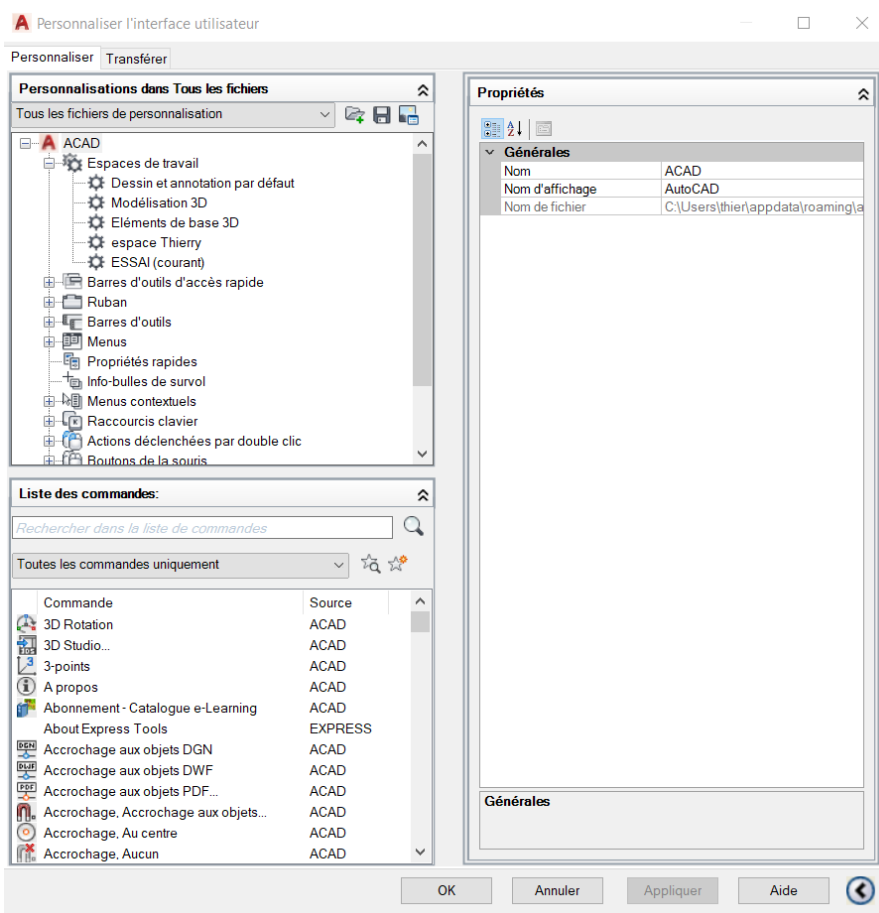 Personnaliser l'interface utilisateur
Personnaliser Transférer
Personnalisations dans Tous les fichiers
Tous les fichiers de personnalisation
ACAD
Espaces de travail
Dessin et annotation par défaut
Modélisation 3D
Eléments de base 3D
espace Thierry
ESSAI (courant)
Barres d'outils d'accès rapide
Ruban
Barres d'outils
Menus
Propriétés rapides
Info-bulles de survol
Menus contextuels
Raccourcis clavier
Actions déclenchées par double clic
Boutons de la souris
Liste des commandes:
Rechercher dans la liste de commandes
Toutes les commandes uniquement
Commande Source
3D Rotation ACAD
3D Studio... ACAD
3-points ACAD
A propos ACAD
Abonnement - Catalogue e-Learning ACAD
About Express Tools EXPRESS
Accrochage aux objets DGN ACAD
Accrochage aux objets DWF ACAD
Accrochage aux objets PDF... ACAD
Accrochage, Accrochage aux objets... ACAD
Accrochage, Au centre ACAD
Accrochage, Aucun ACAD
Propriétés
Générales
Nom ACAD
Nom d'affichage AutoCAD
Nom de fichier C:\Users\thier\appdata\roaming\a
Générales
OK Annuler Appliquer Aide